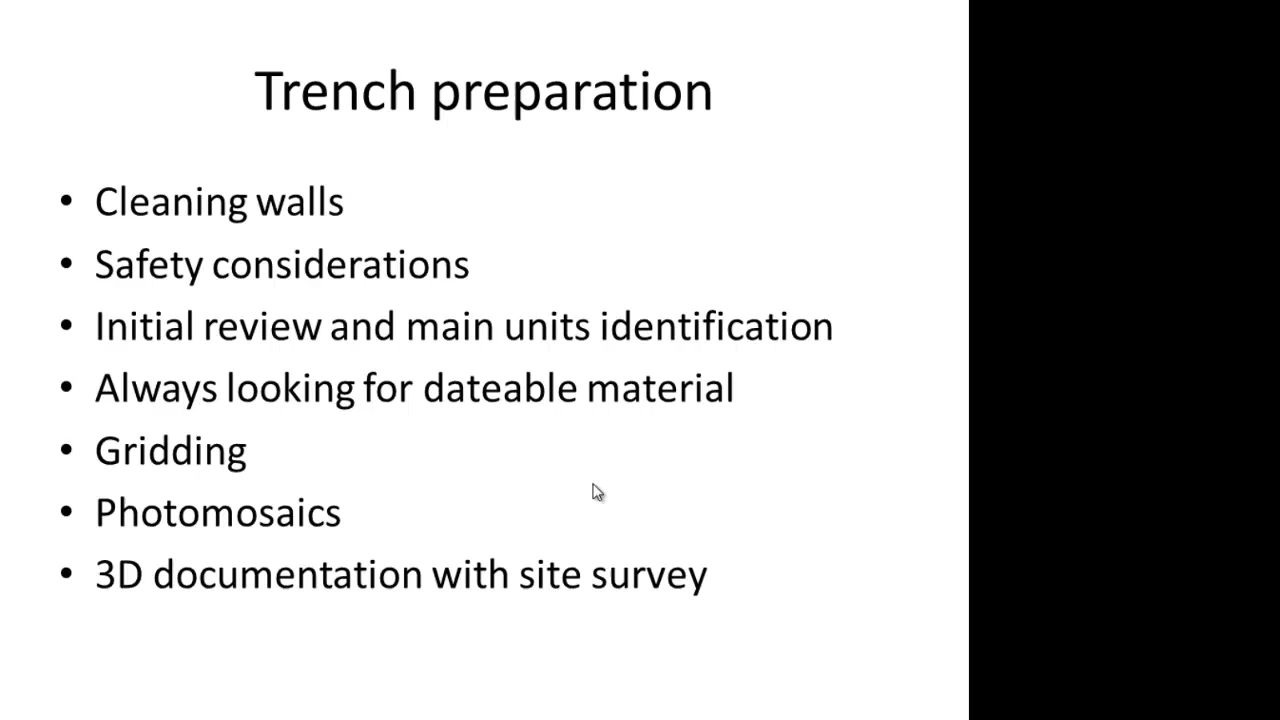 Trench preparation
• Cleaning walls
• Safety considerations
• Initial review and main units identification
• Always looking for dateable material
• Gridding
• Photomosaics
• 3D documentation with site survey